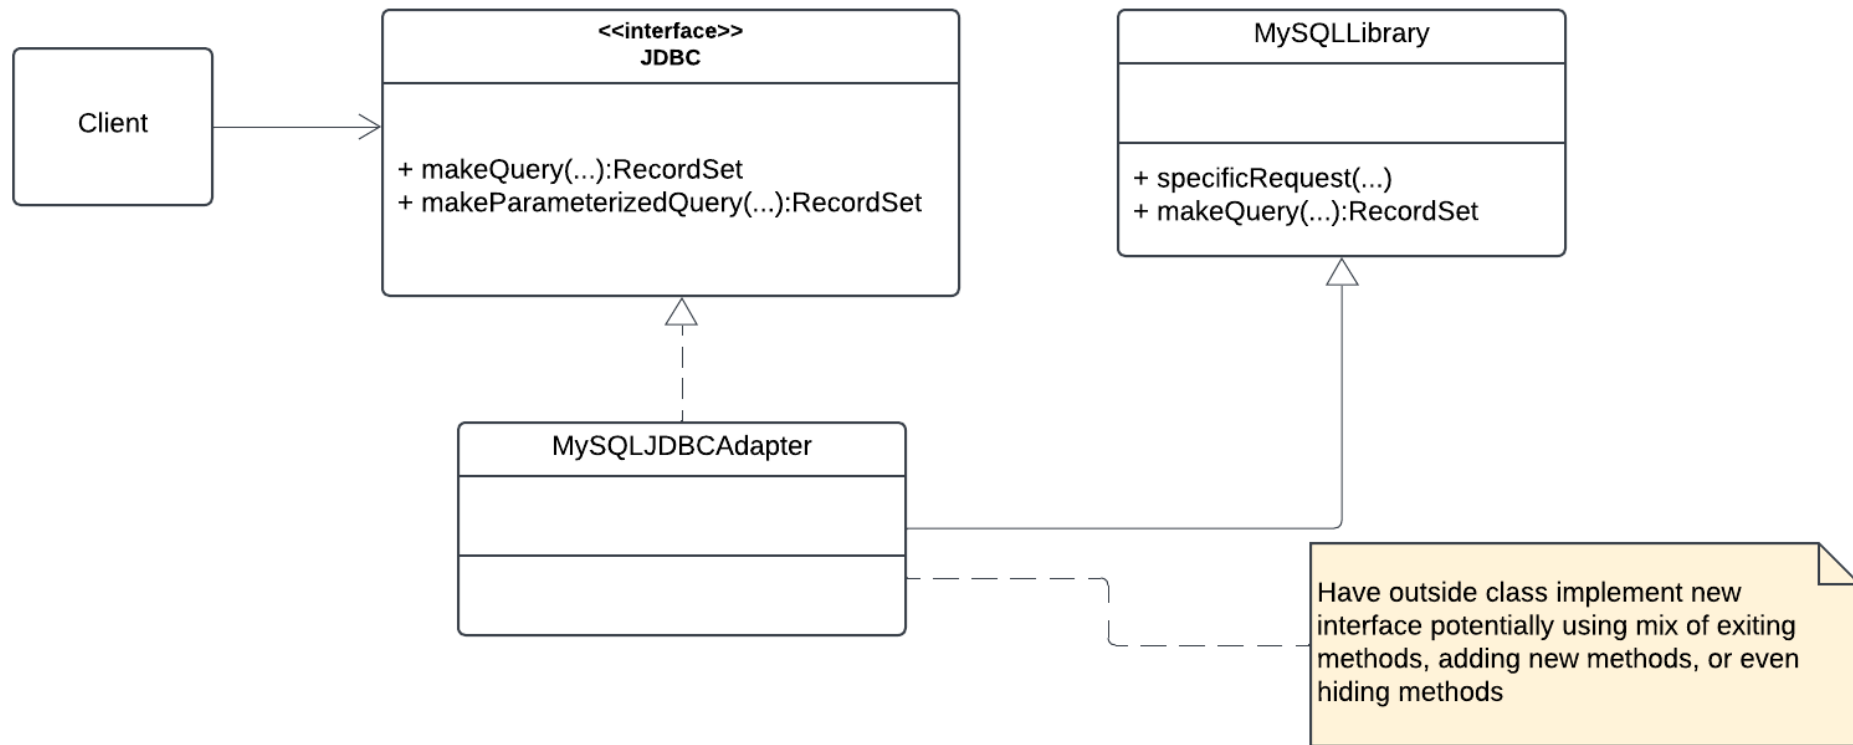 Client
<<interface>>
JDBC
+ makeQuery(...):RecordSet
+ makeParameterizedQuery(...):RecordSet
MySQLLibrary
+ specificRequest(...)
+ makeQuery(...):RecordSet
MySQLJDBCAdapter
Have outside class implement new
interface potentially using mix of exiting
methods, adding new methods, or even
hiding methods